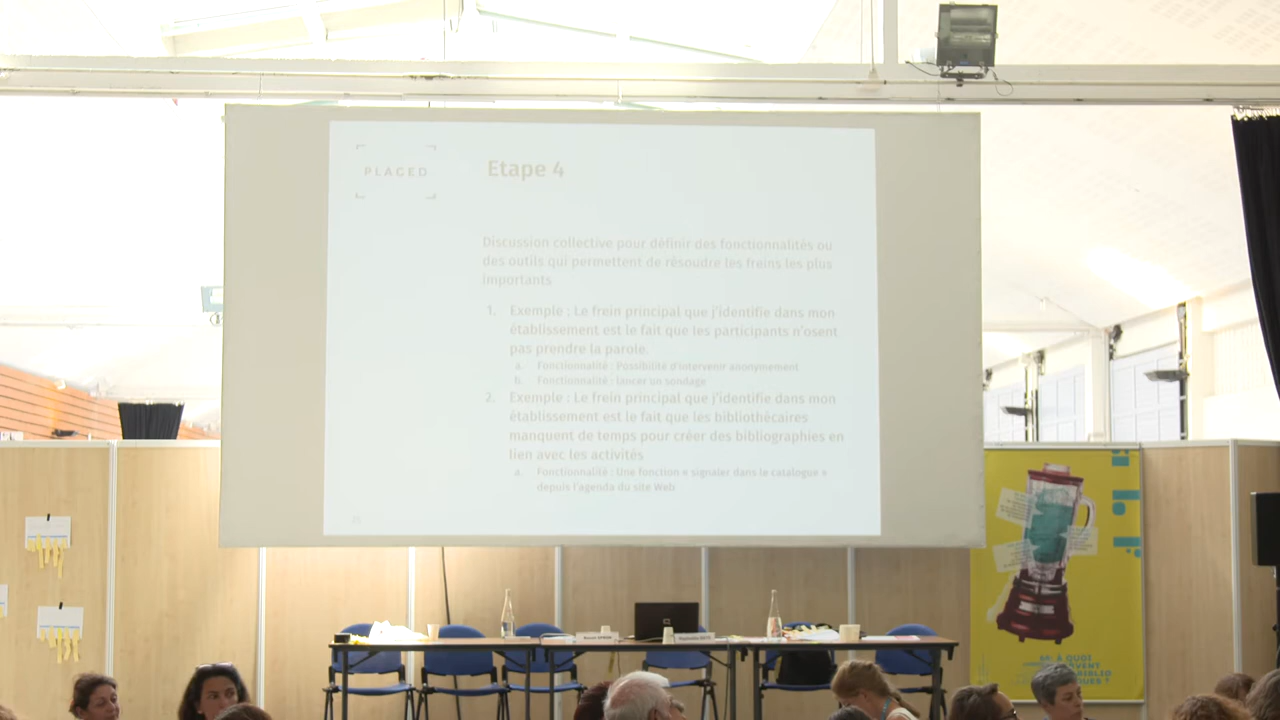 PLACED
Etape 4
Discussion collective pour définir des fonctionnalités ou
des outils qui permettent de résoudre les freins les plus
importants
1. Exemple : Le frein principal que j'identifie dans mon
établissement est le fait que les participants n'osent
pas prendre la parole.
a. Fonctionnalité : Possibilité d'intervenir anonymement
b. Fonctionnalité : lancer un sondage
2. Exemple : Le frein principal que j'identifie dans mon
établissement est le fait que les bibliothécaires
manquent de temps pour créer des bibliographies en
lien avec les activités
a. Fonctionnalité : Une fonction « signaler dans le catalogue »
depuis l'agenda du site Web
À QUOI